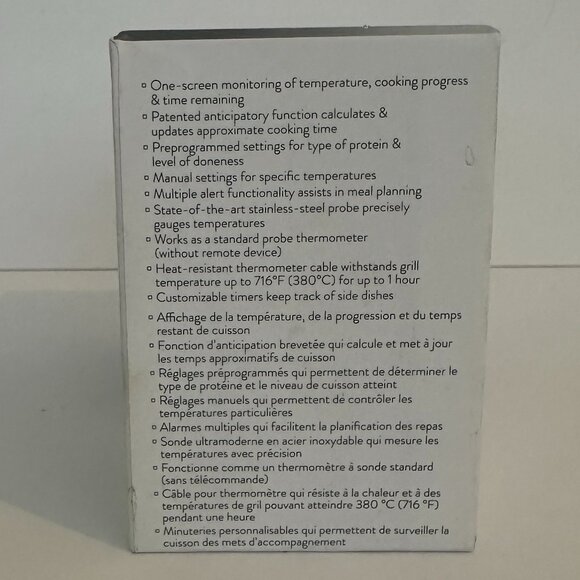 ▫ One-screen monitoring of temperature, cooking progress
& time remaining
▫ Patented anticipatory function calculates &
updates approximate cooking time
▫ Preprogrammed settings for type of protein &
level of doneness
▫ Manual settings for specific temperatures
▫ Multiple alert functionality assists in meal planning
▫ State-of-the-art stainless-steel probe precisely
gauges temperatures
▫ Works as a standard probe thermometer
(without remote device)
▫ Heat-resistant thermometer cable withstands grill
temperature up to 716°F (380°C) for up to 1 hour
▫ Customizable timers keep track of side dishes
▫ Affichage de la température, de la progression et du temps
restant de cuisson
▫ Fonction d'anticipation brevetée qui calcule et met à jour
les temps approximatifs de cuisson
▫ Réglages préprogrammés qui permettent de déterminer le
type de protéine et le niveau de cuisson atteint
▫ Réglages manuels qui permettent de contrôler les
températures particulières
▫ Alarmes multiples qui facilitent la planification des repas
▫ Sonde ultramoderne en acier inoxydable qui mesure les
températures avec précision
▫ Fonctionne comme un thermomètre à sonde standard
(sans télécommande)
▫ Câble pour thermomètre qui résiste à la chaleur et à des
températures de gril pouvant atteindre 380 °C (716 °F)
pendant une heure
▫ Minuteries personnalisables qui permettent de surveiller la
cuisson des mets d'accompagnement